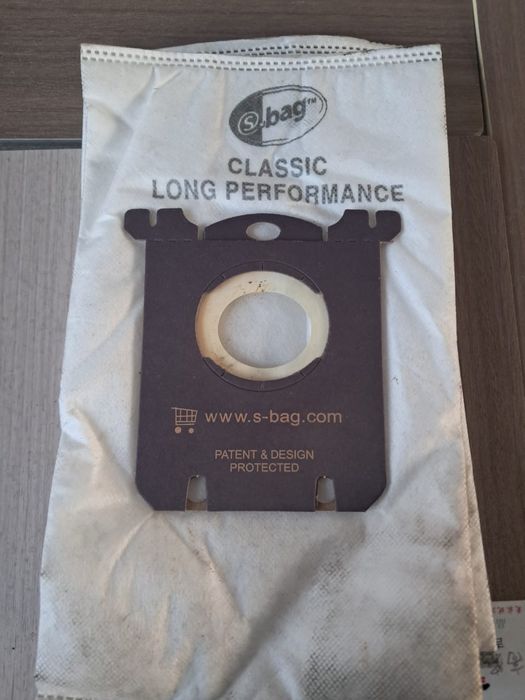 s-bag™
CLASSIC
LONG PERFORMANCE
www.s-bag.com
PATENT & DESIGN
PROTECTED